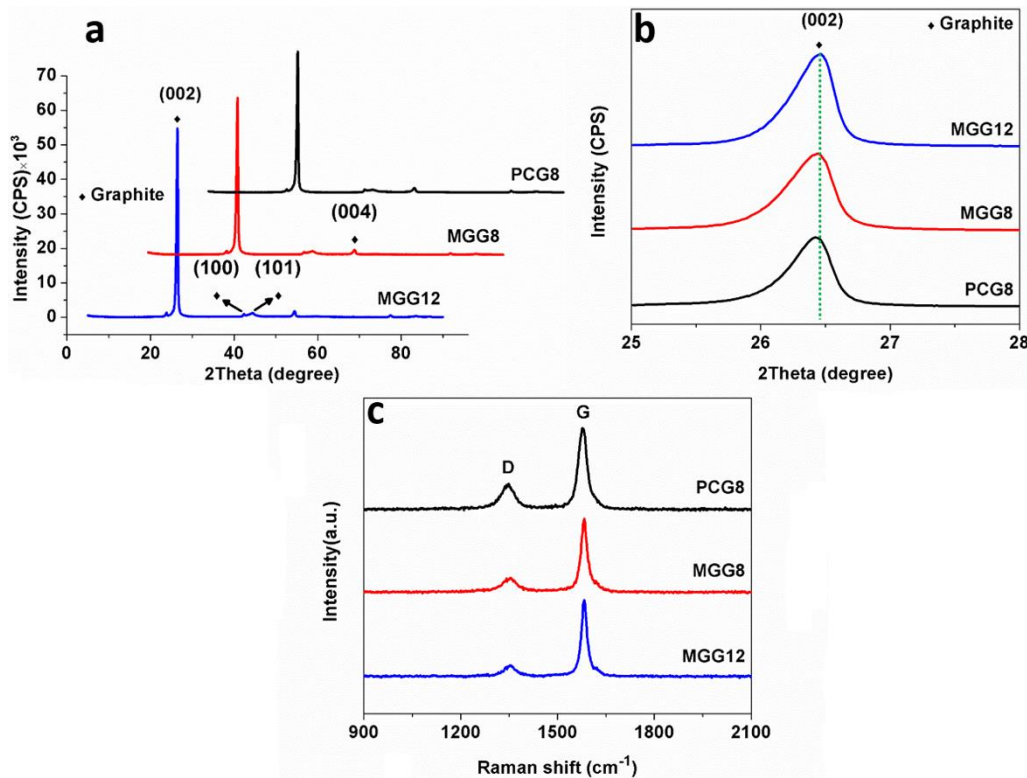 a
70
60
50
40
30
20
10
0
Intensity (CPS)×10³
(002)
♦ Graphite
PCG8
(004)
MGG8
(100) (101)
MGG12
0 20 40 60 80
2Theta (degree)
b
(002)
♦ Graphite
MGG12
MGG8
PCG8
Intensity (CPS)
25 26 27 28
2Theta (degree)
c
G
D
PCG8
MGG8
MGG12
Intensity(a.u.)
900 1200 1500 1800 2100
Raman shift (cm⁻¹)